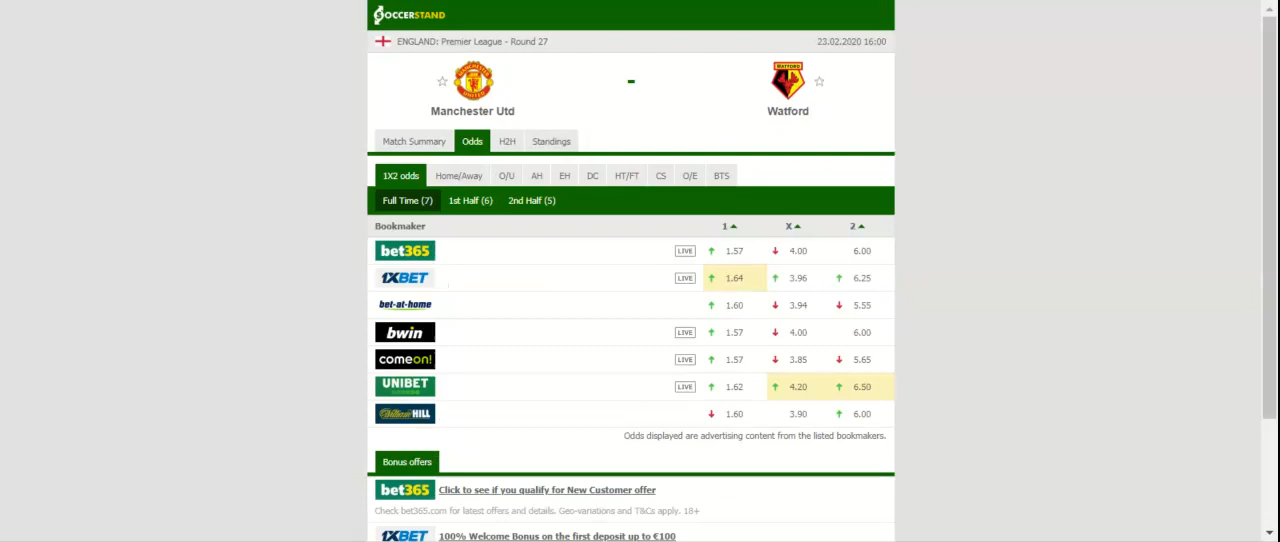 SOCCERSTAND
ENGLAND: Premier League - Round 27 23.02.2020 16:00
-
WATFORD
Manchester Utd Watford
Match Summary Odds H2H Standings
1X2 odds Home/Away O/U AH EH DC HT/FT CS O/E BTS
Full Time (7) 1st Half (6) 2nd Half (5)
Bookmaker 1 X 2
bet365 LIVE 1.57 4.00 6.00
1XBET LIVE 1.64 3.96 6.25
bet-at-home 1.60 3.94 5.55
bwin LIVE 1.57 4.00 6.00
comeon! LIVE 1.57 3.85 5.65
UNIBET LIVE 1.62 4.20 6.50
William HILL 1.60 3.90 6.00
Odds displayed are advertising content from the listed bookmakers.
Bonus offers
bet365 Click to see if you qualify for New Customer offer
Check bet365.com for latest offers and details. Geo-variations and T&Cs apply. 18+
1XBET 100% Welcome Bonus on the first deposit up to €100